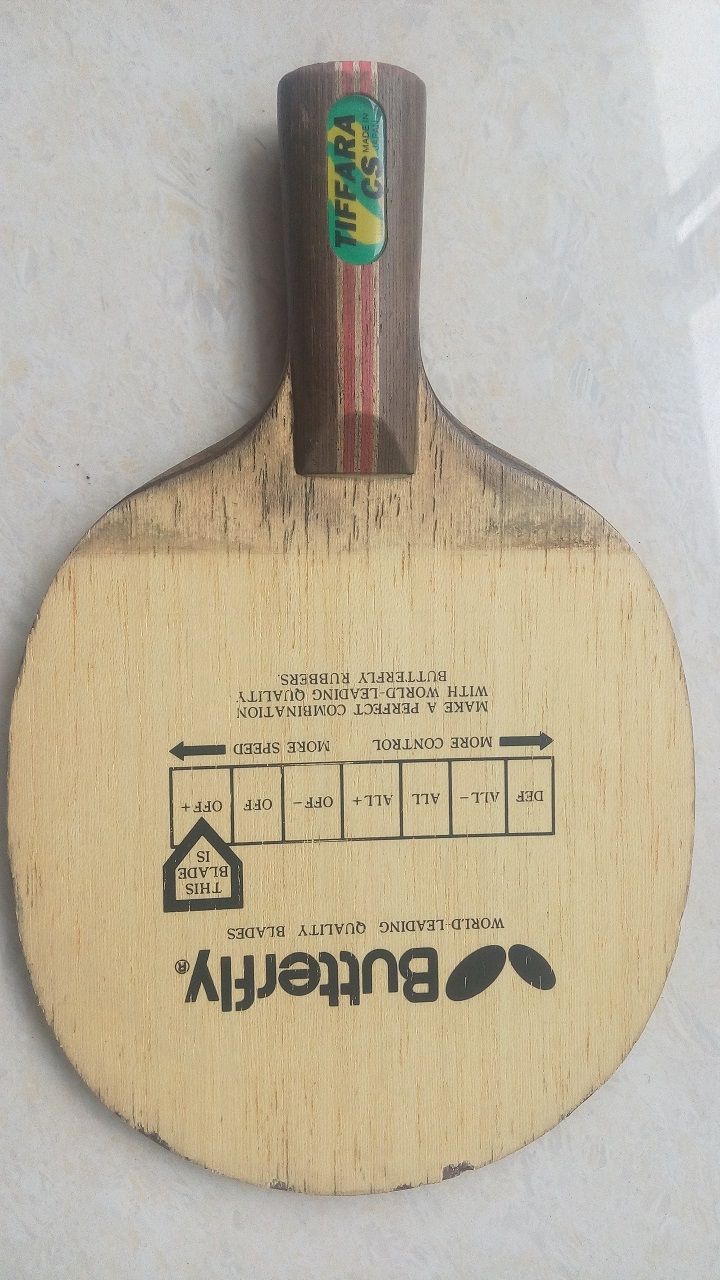 TIFFARA
CS
MADE IN
JAPAN
Butterfly®
WORLD-LEADING QUALITY BLADES
THIS
BLADE
IS
DEF ALL− ALL ALL+ OFF− OFF OFF+
MORE CONTROL MORE SPEED
MAKE A PERFECT COMBINATION
WITH WORLD-LEADING QUALITY
BUTTERFLY RUBBERS.